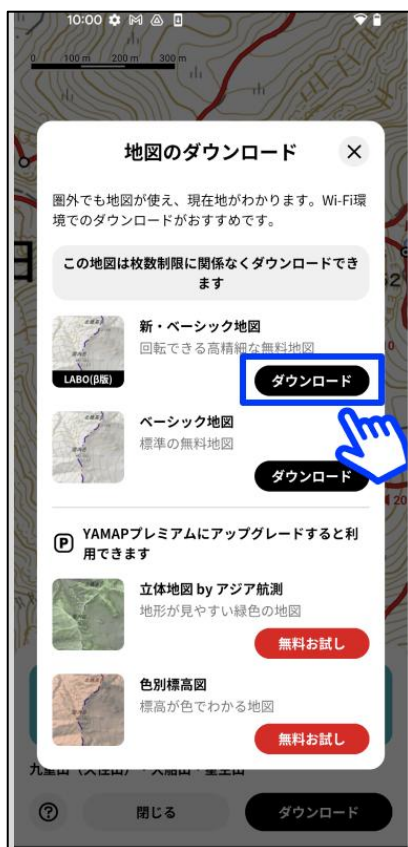 10:00
0 100 m 200 m 300 m
地図のダウンロード
圏外でも地図が使え、現在地がわかります。Wi-Fi環
境でのダウンロードがおすすめです。
この地図は枚数制限に関係なくダウンロードでき
ます
新・ベーシック地図
回転できる高精細な無料地図
LABO(β版)
ダウンロード
ベーシック地図
標準の無料地図
ダウンロード
YAMAPプレミアムにアップグレードすると利
用できます
立体地図 by アジア航測
地形が見やすい緑色の地図
無料お試し
色別標高図
標高が色でわかる地図
無料お試し
閉じる
ダウンロード